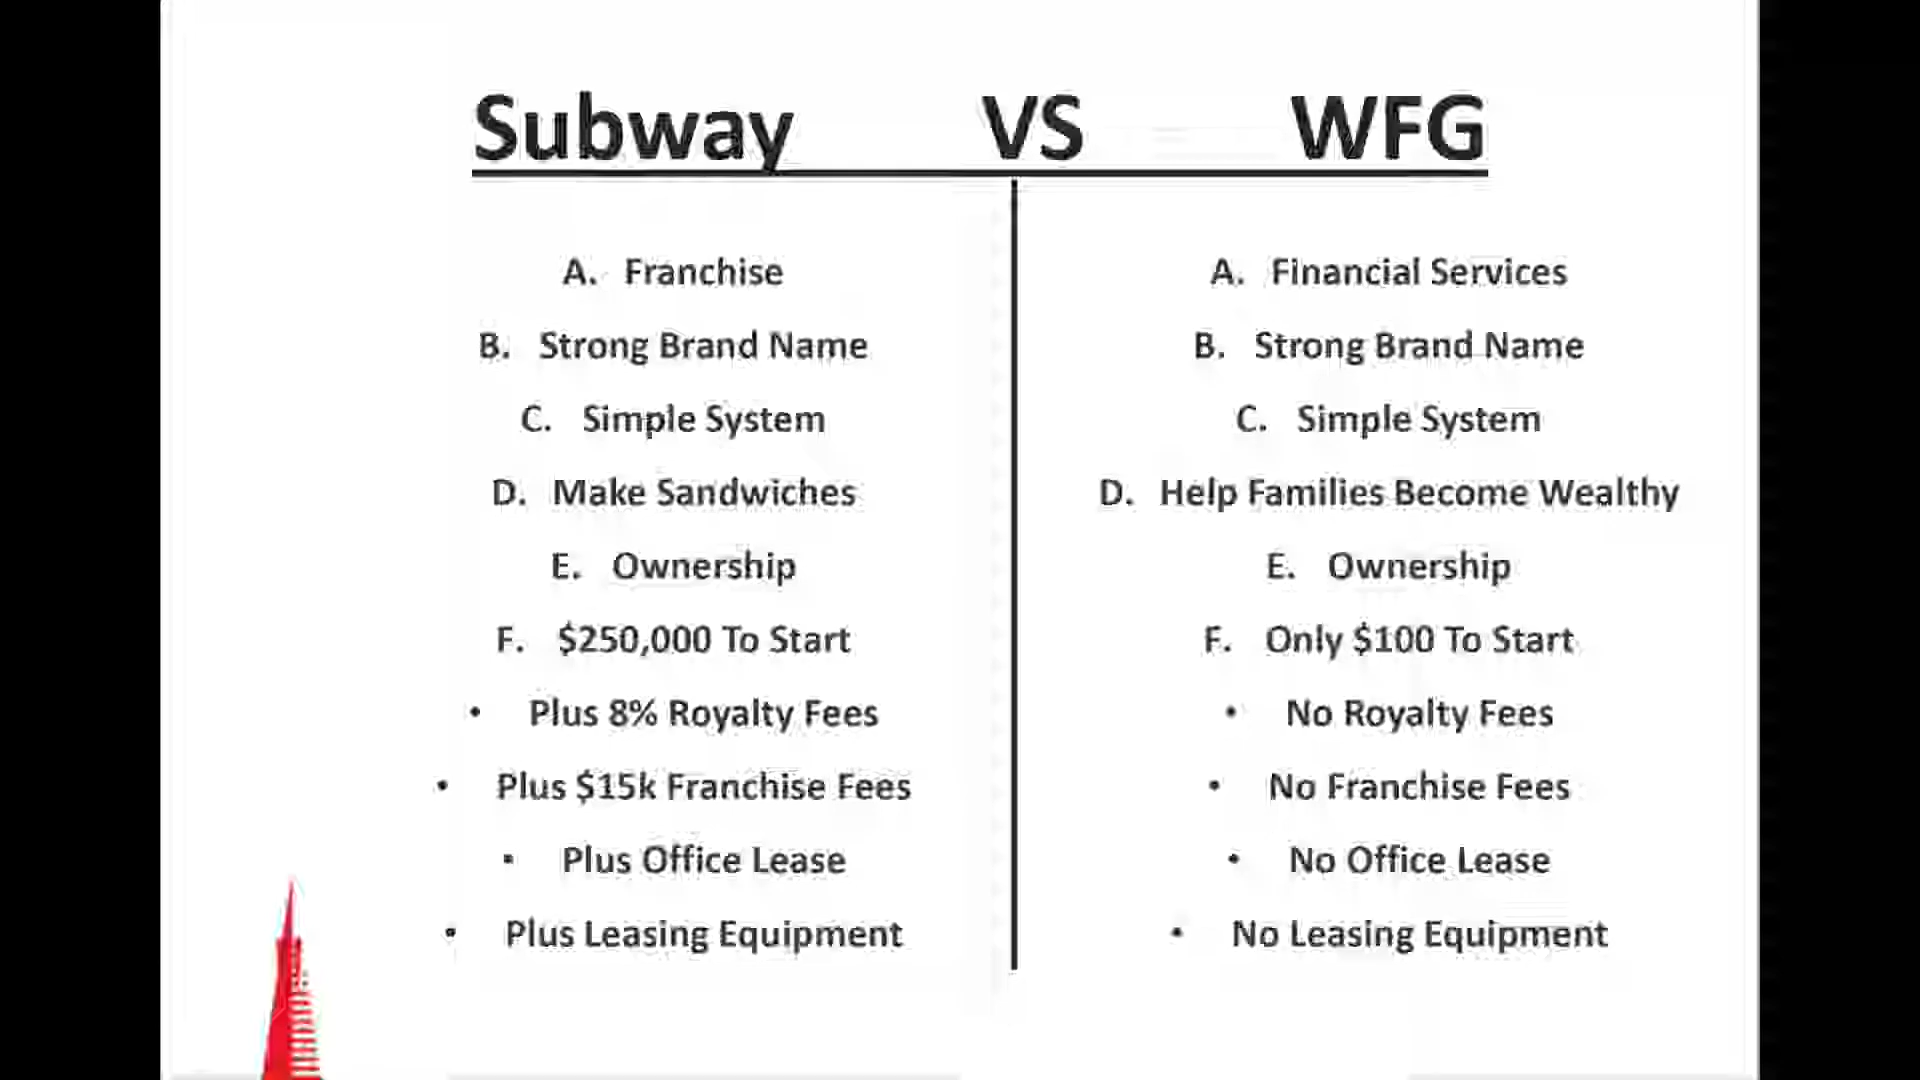 Subway VS WFG
A. Franchise
B. Strong Brand Name
C. Simple System
D. Make Sandwiches
E. Ownership
F. $250,000 To Start
• Plus 8% Royalty Fees
• Plus $15k Franchise Fees
• Plus Office Lease
• Plus Leasing Equipment
A. Financial Services
B. Strong Brand Name
C. Simple System
D. Help Families Become Wealthy
E. Ownership
F. Only $100 To Start
• No Royalty Fees
• No Franchise Fees
• No Office Lease
• No Leasing Equipment